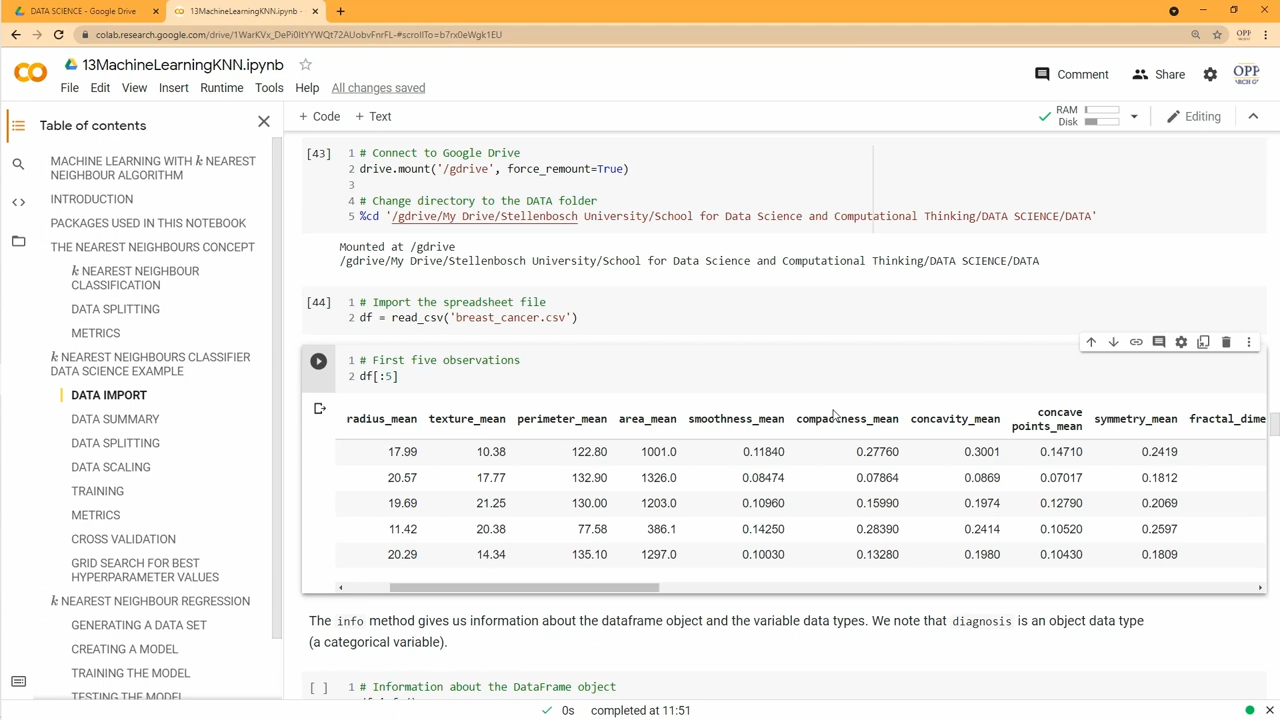 DATA SCIENCE - Google Drive
13MachineLearningKNN.ipynb -
colab.research.google.com/drive/1WarKVx_DePi0ItYYWQt72AUobvFnrFL-#scrollTo=b7rx0eWgk1EU
OPP
13MachineLearningKNN.ipynb
File Edit View Insert Runtime Tools Help All changes saved
Comment Share
OPP
Table of contents
+ Code + Text
RAM
Disk
Editing
MACHINE LEARNING WITH k NEAREST
NEIGHBOUR ALGORITHM
INTRODUCTION
PACKAGES USED IN THIS NOTEBOOK
THE NEAREST NEIGHBOURS CONCEPT
k NEAREST NEIGHBOUR
CLASSIFICATION
DATA SPLITTING
METRICS
k NEAREST NEIGHBOURS CLASSIFIER
DATA SCIENCE EXAMPLE
DATA IMPORT
DATA SUMMARY
DATA SPLITTING
DATA SCALING
TRAINING
METRICS
CROSS VALIDATION
GRID SEARCH FOR BEST
HYPERPARAMETER VALUES
k NEAREST NEIGHBOUR REGRESSION
GENERATING A DATA SET
CREATING A MODEL
TRAINING THE MODEL
TESTING THE MODEL
[43] 1 # Connect to Google Drive
2 drive.mount('/gdrive', force_remount=True)
3
4 # Change directory to the DATA folder
5 %cd '/gdrive/My Drive/Stellenbosch University/School for Data Science and Computational Thinking/DATA SCIENCE/DATA'
Mounted at /gdrive
/gdrive/My Drive/Stellenbosch University/School for Data Science and Computational Thinking/DATA SCIENCE/DATA
[44] 1 # Import the spreadsheet file
2 df = read_csv('breast_cancer.csv')
1 # First five observations
2 df[:5]
radius_mean texture_mean perimeter_mean area_mean smoothness_mean compactness_mean concavity_mean concave points_mean symmetry_mean fractal_dime
17.99 10.38 122.80 1001.0 0.11840 0.27760 0.3001 0.14710 0.2419
20.57 17.77 132.90 1326.0 0.08474 0.07864 0.0869 0.07017 0.1812
19.69 21.25 130.00 1203.0 0.10960 0.15990 0.1974 0.12790 0.2069
11.42 20.38 77.58 386.1 0.14250 0.28390 0.2414 0.10520 0.2597
20.29 14.34 135.10 1297.0 0.10030 0.13280 0.1980 0.10430 0.1809
The info method gives us information about the dataframe object and the variable data types. We note that diagnosis is an object data type
(a categorical variable).
[ ] 1 # Information about the DataFrame object
0s completed at 11:51